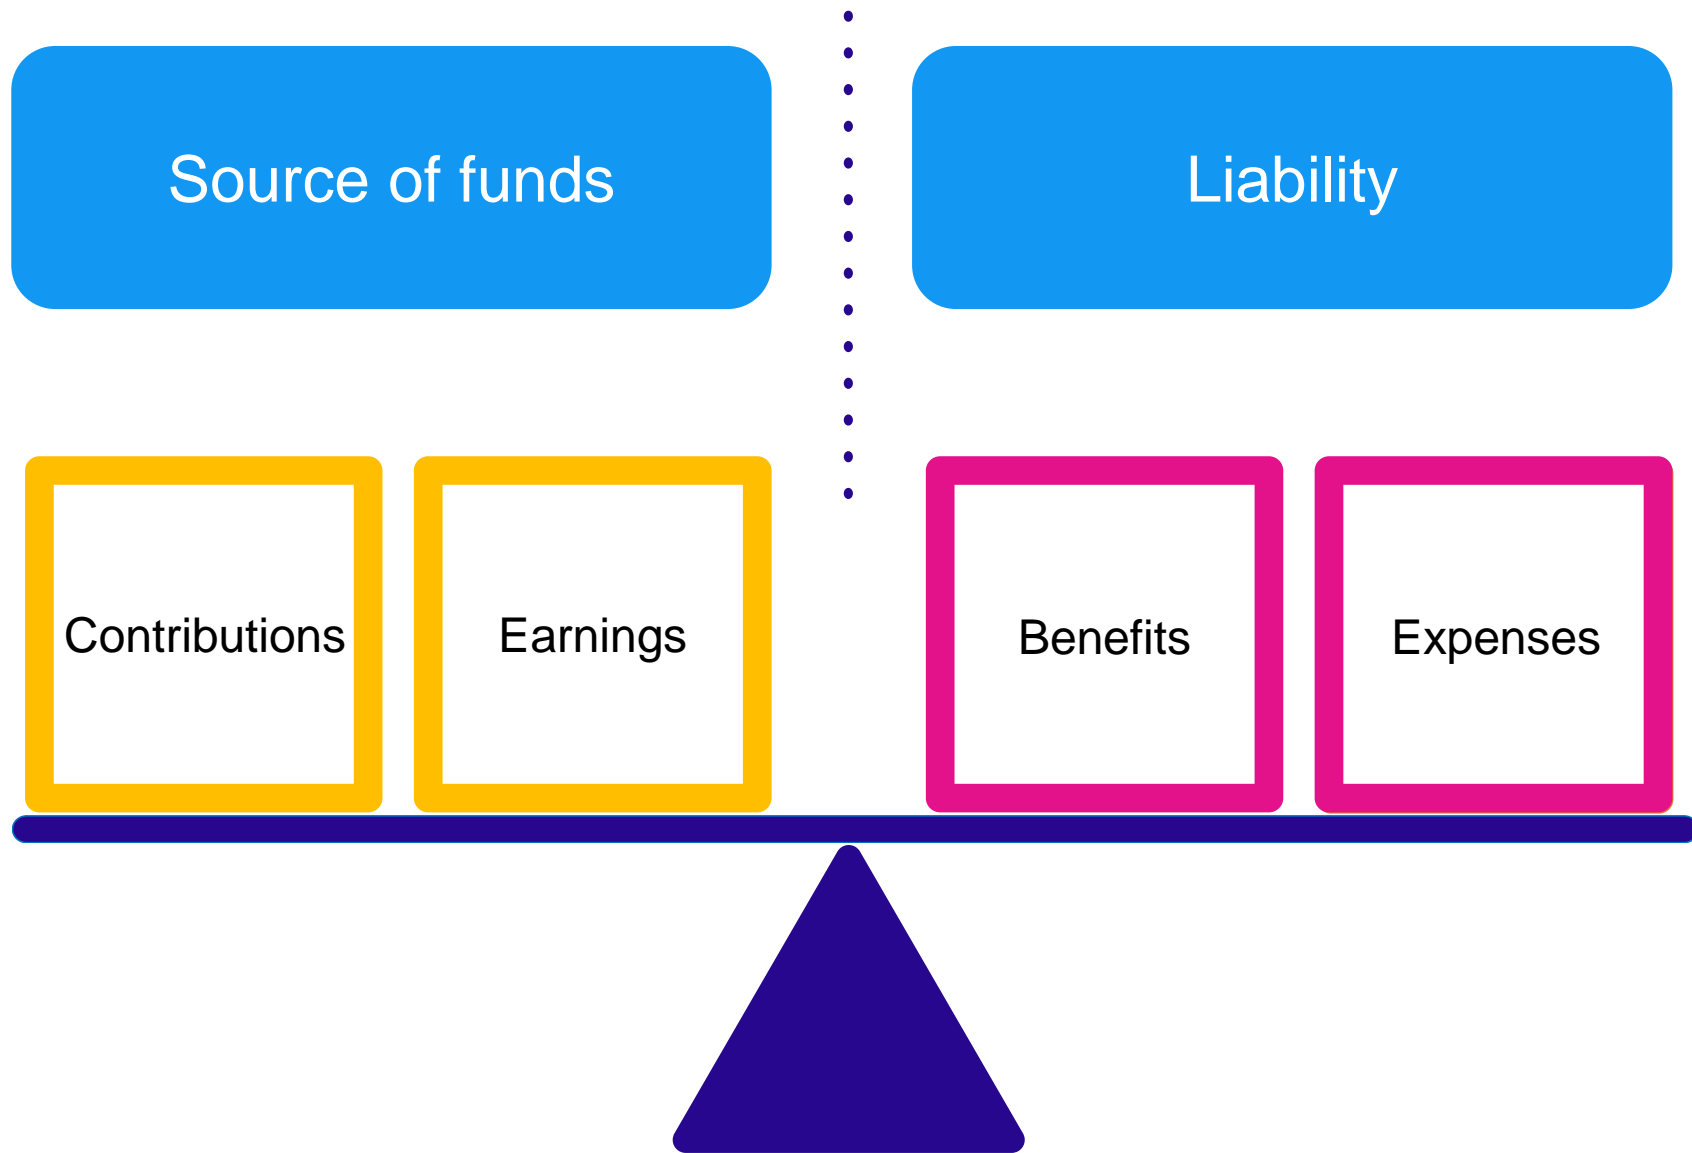 Source of funds
Liability
Contributions
Earnings
Benefits
Expenses